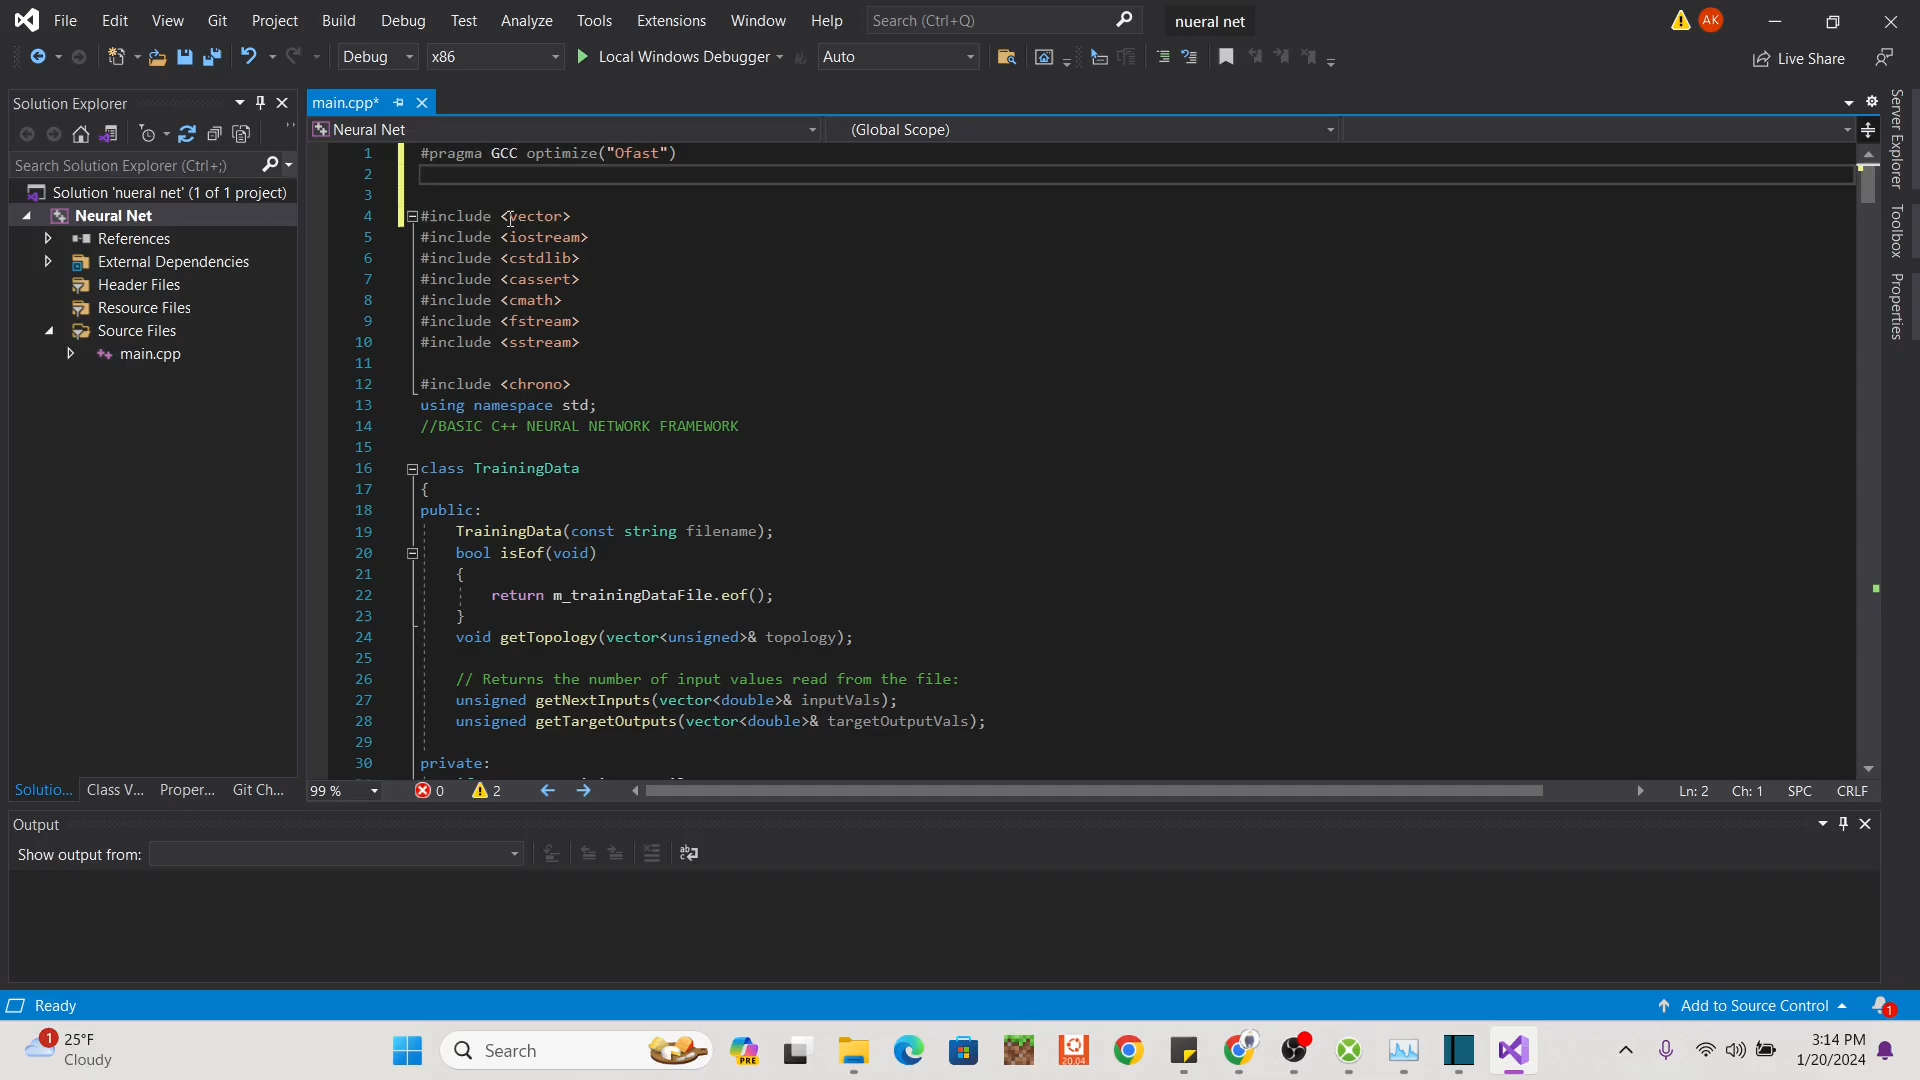 File Edit View Git Project Build Debug Test Analyze Tools Extensions Window Help Search (Ctrl+Q) nueral net AK
Debug x86 Local Windows Debugger Auto Live Share
Solution Explorer
Search Solution Explorer (Ctrl+;)
Solution 'nueral net' (1 of 1 project)
Neural Net
References
External Dependencies
Header Files
Resource Files
Source Files
main.cpp
Solutio... Class V... Proper... Git Ch...
main.cpp*
Neural Net (Global Scope)
1 #pragma GCC optimize("Ofast")
2
3
4 #include <vector>
5 #include <iostream>
6 #include <cstdlib>
7 #include <cassert>
8 #include <cmath>
9 #include <fstream>
10 #include <sstream>
11
12 #include <chrono>
13 using namespace std;
14 //BASIC C++ NEURAL NETWORK FRAMEWORK
15
16 class TrainingData
17 {
18 public:
19 TrainingData(const string filename);
20 bool isEof(void)
21 {
22 return m_trainingDataFile.eof();
23 }
24 void getTopology(vector<unsigned>& topology);
25
26 // Returns the number of input values read from the file:
27 unsigned getNextInputs(vector<double>& inputVals);
28 unsigned getTargetOutputs(vector<double>& targetOutputVals);
29
30 private:
99 % 0 2 Ln: 2 Ch: 1 SPC CRLF
Server Explorer
Toolbox
Properties
Output
Show output from:
Ready Add to Source Control 1
1 25°F
Cloudy
Search
PRE
20.04
3:14 PM
1/20/2024